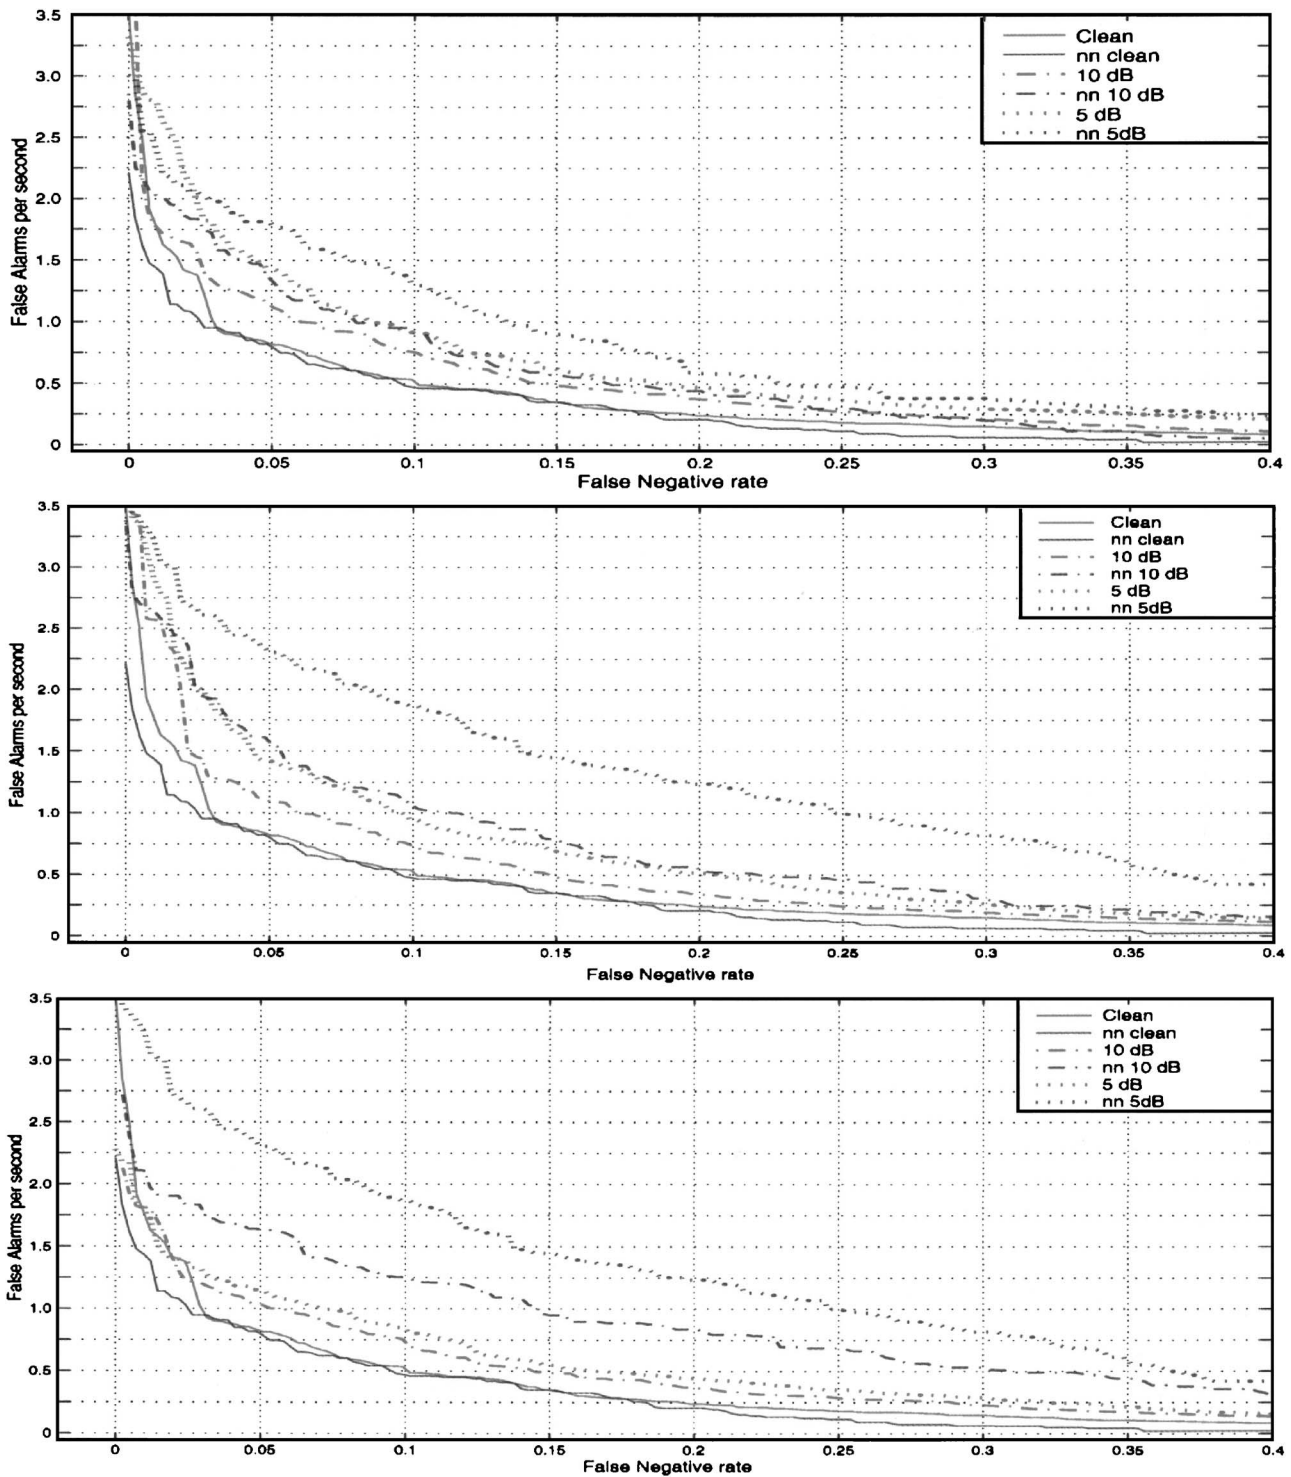 3.5
3.0
2.5
2.0
1.5
1.0
0.5
0
False Alarms per second
Clean
nn clean
10 dB
nn 10 dB
5 dB
nn 5dB
0 0.05 0.1 0.15 0.2 0.25 0.3 0.35 0.4
False Negative rate
3.5
3.0
2.5
2.0
1.5
1.0
0.5
0
False Alarms per second
Clean
nn clean
10 dB
nn 10 dB
5 dB
nn 5dB
0 0.05 0.1 0.15 0.2 0.25 0.3 0.35 0.4
False Negative rate
3.5
3.0
2.5
2.0
1.5
1.0
0.5
0
False Alarms per second
Clean
nn clean
10 dB
nn 10 dB
5 dB
nn 5dB
0 0.05 0.1 0.15 0.2 0.25 0.3 0.35 0.4
False Negative rate